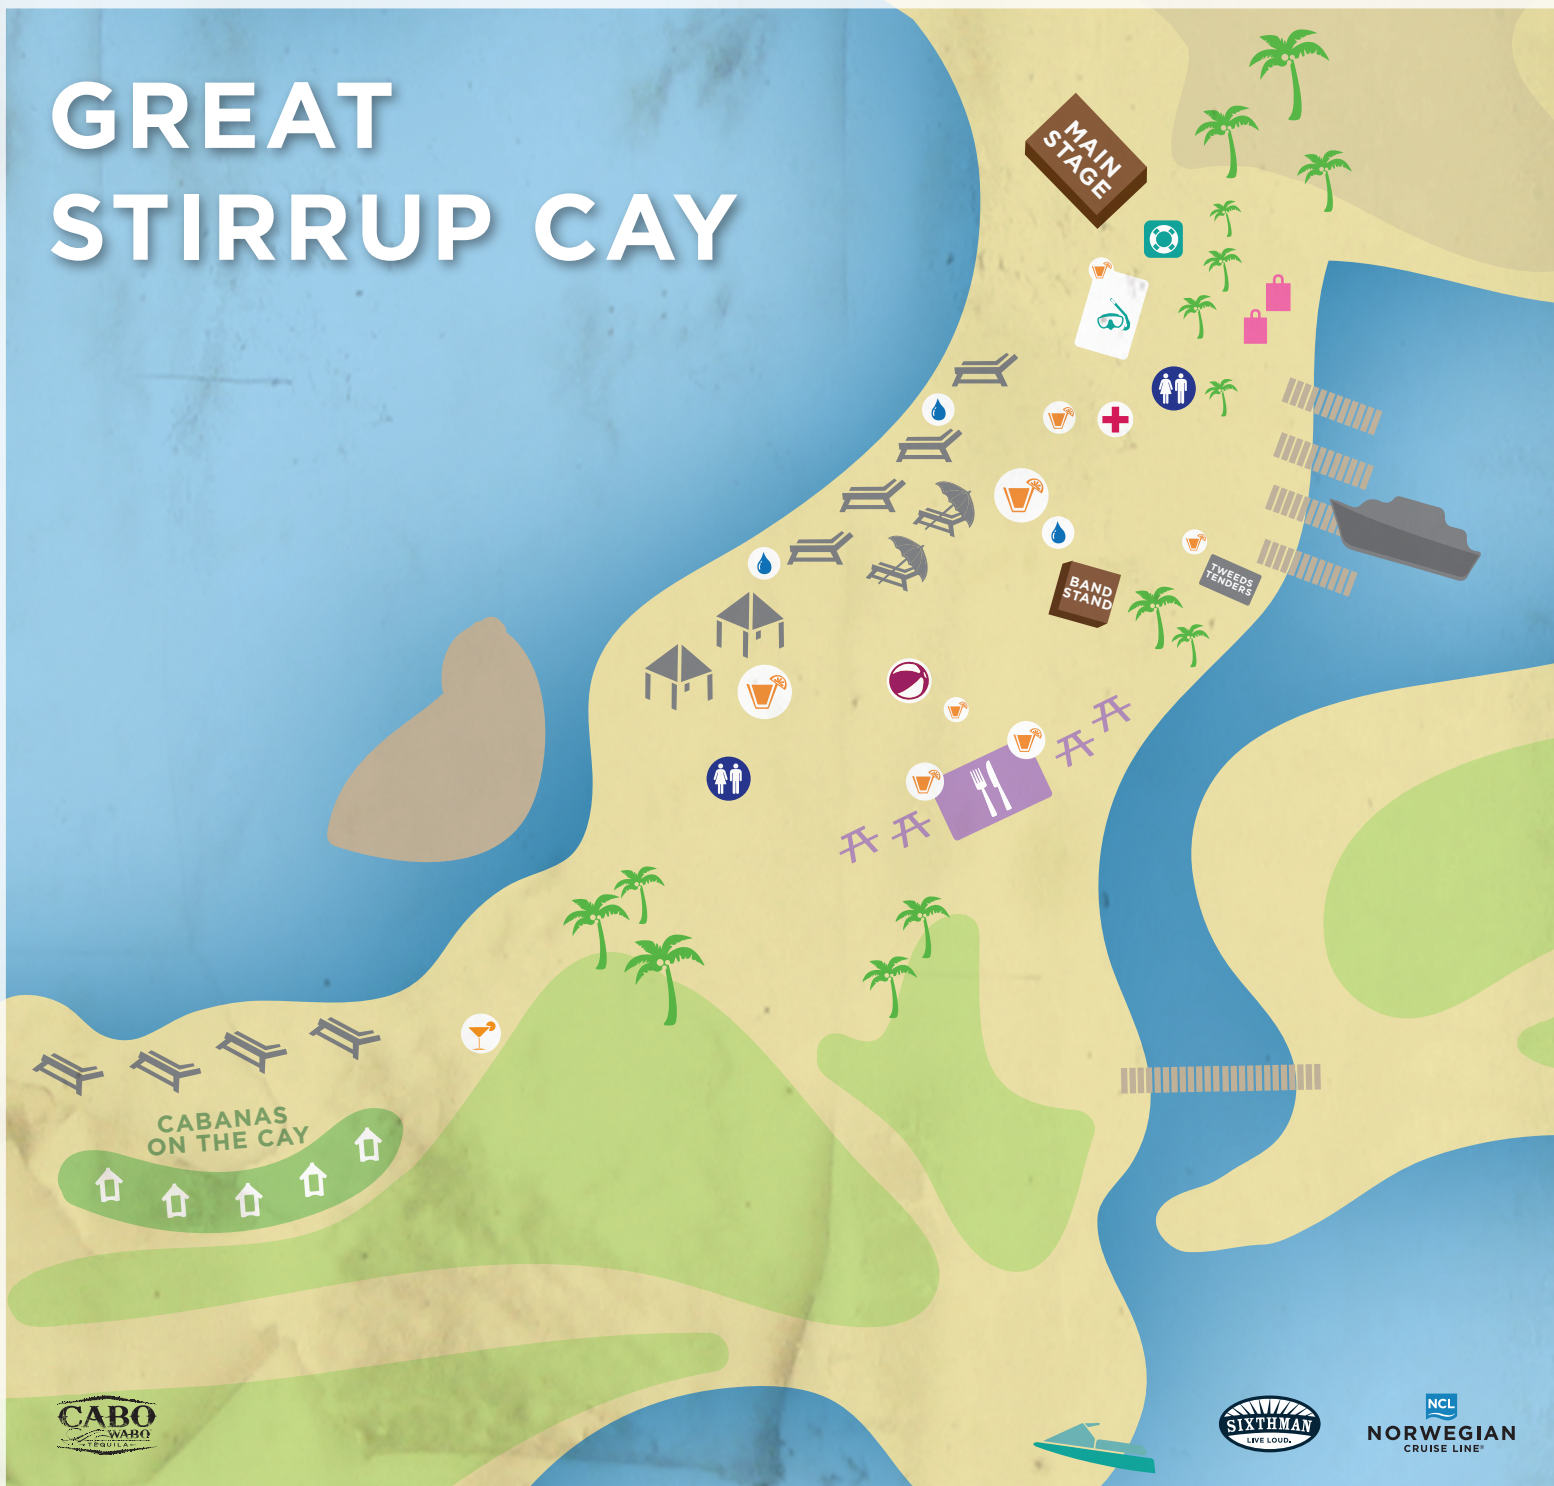 GREAT
STIRRUP CAY
MAIN
STAGE
BAND
STAND
TWEEDS
TENDERS
CABANAS
ON THE CAY
CABO
WABO
TEQUILA
SIXTHMAN
LIVE LOUD.
NCL
NORWEGIAN
CRUISE LINE®